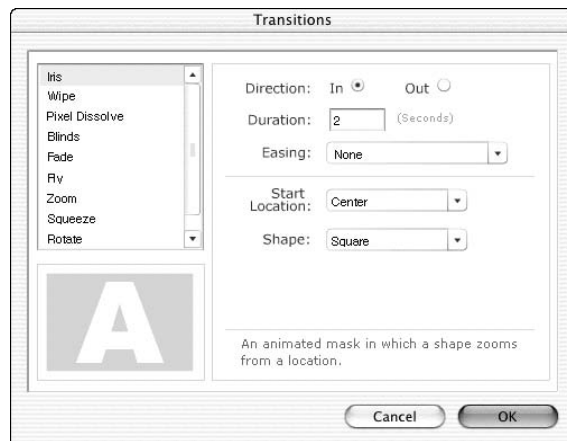 Transitions
Iris
Wipe
Pixel Dissolve
Blinds
Fade
Fly
Zoom
Squeeze
Rotate
A
Direction: In Out
Duration: 2 (Seconds)
Easing: None
Start
Location: Center
Shape: Square
An animated mask in which a shape zooms
from a location.
Cancel OK